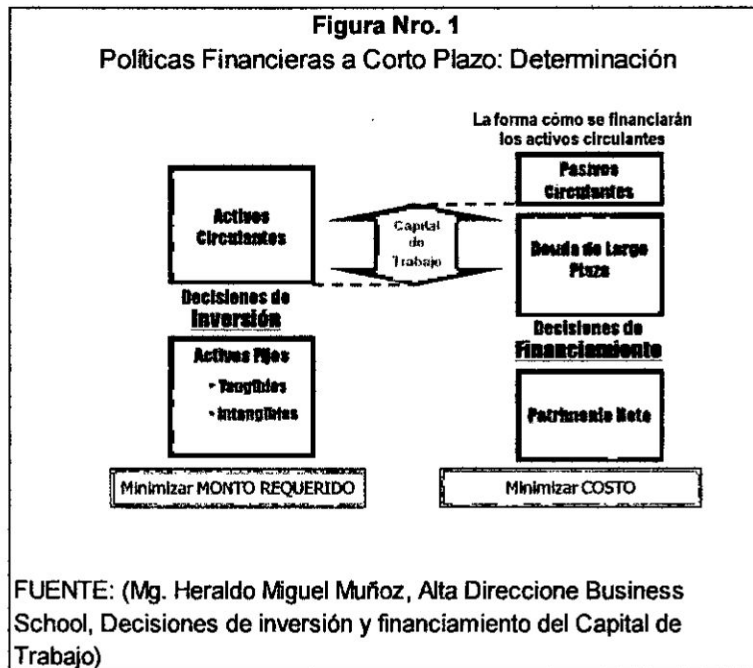 Figura Nro. 1
Políticas Financieras a Corto Plazo: Determinación
La forma cómo se financiarán
los activos circulantes
Pasivos
Circulantes
Activos
Circulantes
Capital
de
Trabajo
Deuda de Largo
Plazo
Decisiones de
Inversión
Decisiones de
Financiamiento
Activos Fijos
- Tangibles
- Intangibles
Patrimonio Neto
Minimizar MONTO REQUERIDO
Minimizar COSTO
FUENTE: (Mg. Heraldo Miguel Muñoz, Alta Direccione Business
School, Decisiones de inversión y financiamiento del Capital de
Trabajo)